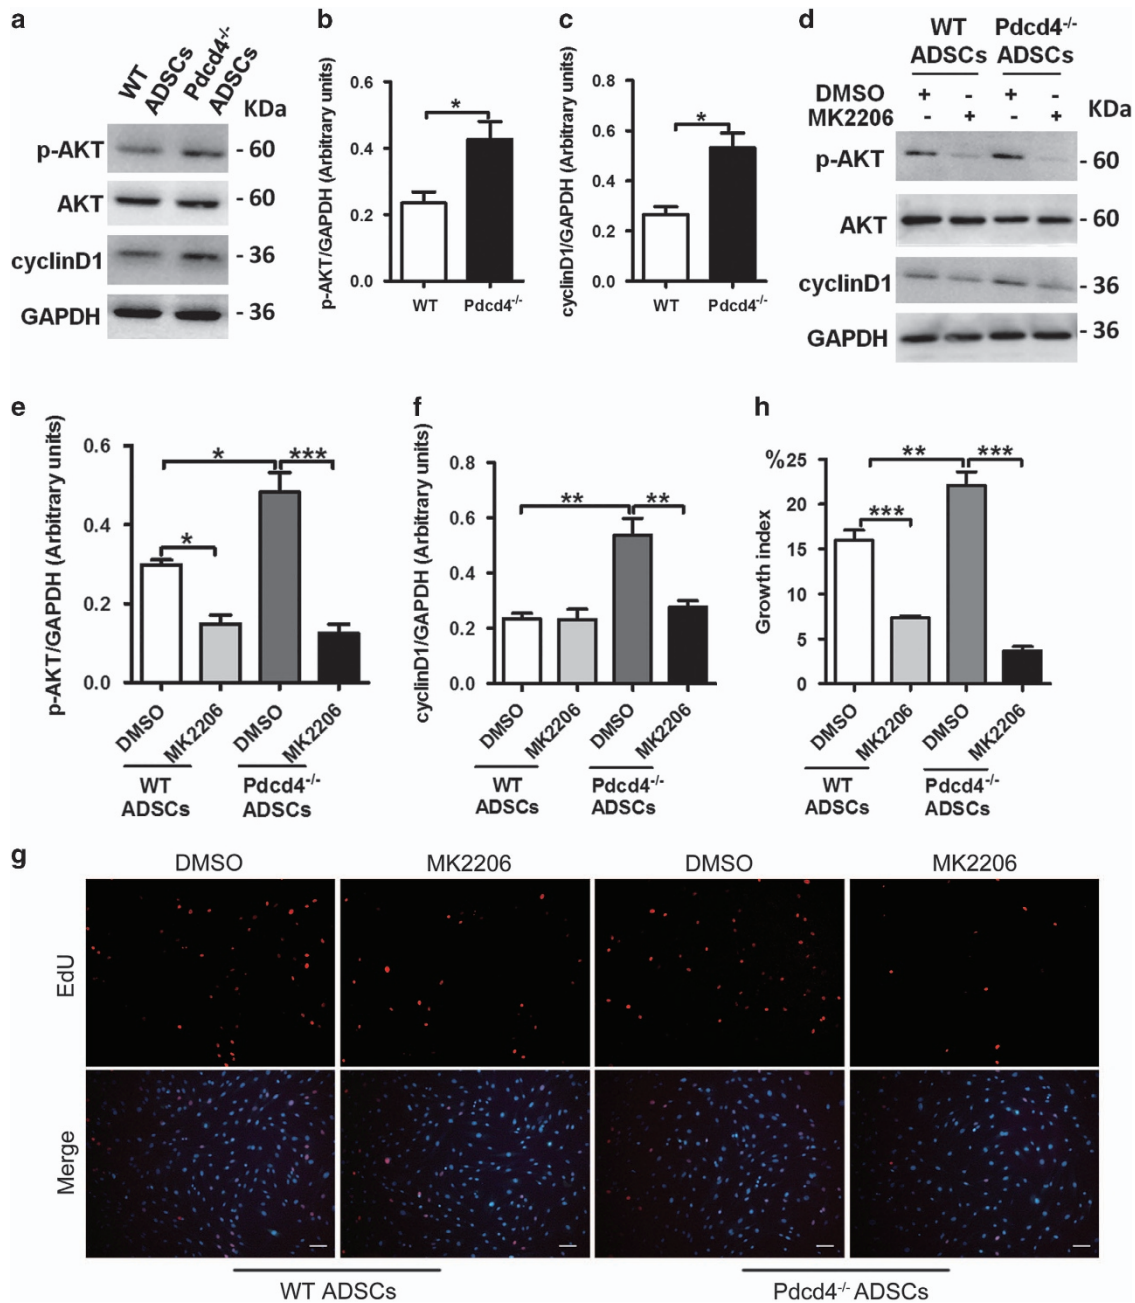 a
WT ADSCs
Pdcd4-/- ADSCs
KDa
p-AKT
- 60
AKT
- 60
cyclinD1
- 36
GAPDH
- 36
b
p-AKT/GAPDH (Arbitrary units)
0.6
0.4
0.2
0.0
*
WT
Pdcd4-/-
c
cyclinD1/GAPDH (Arbitrary units)
0.8
0.6
0.4
0.2
0.0
*
WT
Pdcd4-/-
d
WT ADSCs
Pdcd4-/- ADSCs
DMSO + - + -
KDa
MK2206 - + - +
p-AKT
- 60
AKT
- 60
cyclinD1
- 36
GAPDH
- 36
e
p-AKT/GAPDH (Arbitrary units)
0.6
0.4
0.2
0.0
* ***
*
DMSO
MK2206
DMSO
MK2206
WT ADSCs
Pdcd4-/- ADSCs
f
cyclinD1/GAPDH (Arbitrary units)
0.8
0.6
0.4
0.2
0.0
** **
DMSO
MK2206
DMSO
MK2206
WT ADSCs
Pdcd4-/- ADSCs
h
%
Growth index
25
20
15
10
5
0
** ***
***
DMSO
MK2206
DMSO
MK2206
WT ADSCs
Pdcd4-/- ADSCs
g
DMSO
MK2206
DMSO
MK2206
EdU
Merge
WT ADSCs
Pdcd4-/- ADSCs